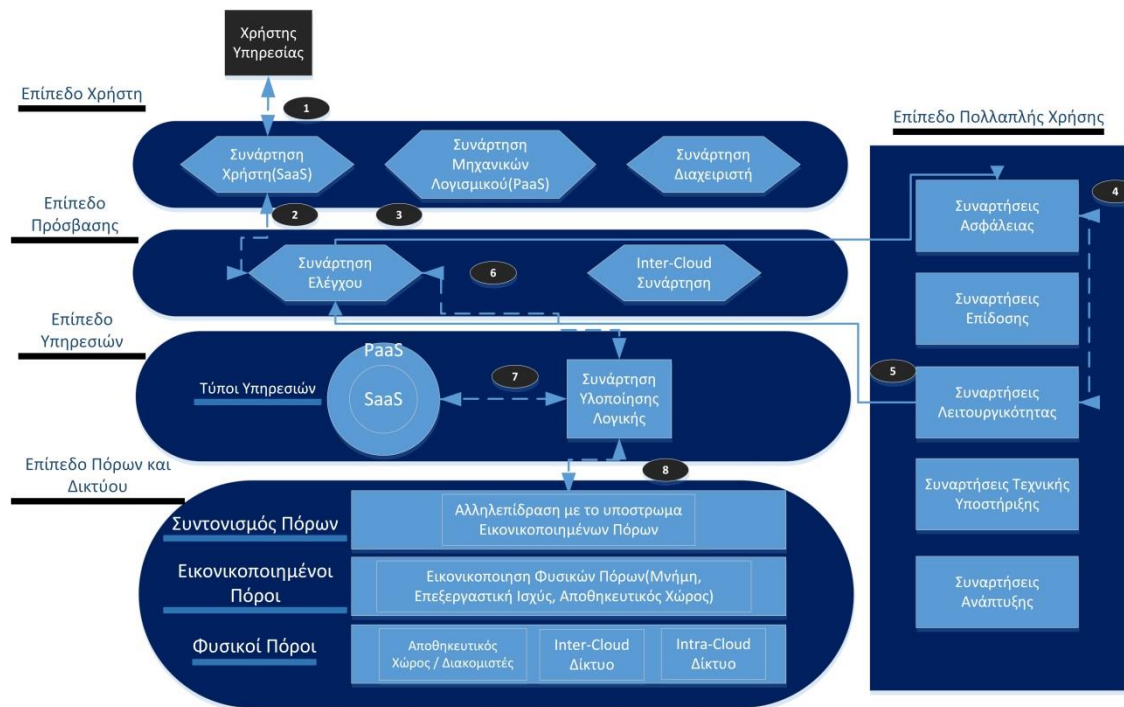 Χρήστης
Υπηρεσίας
Επίπεδο Χρήστη
1
Επίπεδο Πολλαπλής Χρήσης
Συνάρτηση
Χρήστη(SaaS)
Συνάρτηση
Μηχανικών
Λογισμικού(PaaS)
Συνάρτηση
Διαχειριστή
Επίπεδο
Πρόσβασης
2
3
4
Συναρτήσεις
Ασφάλειας
Συνάρτηση
Ελέγχου
6
Inter-Cloud
Συνάρτηση
Συναρτήσεις
Επίδοσης
Επίπεδο
Υπηρεσιών
PaaS
SaaS
Τύποι Υπηρεσιών
7
Συνάρτηση
Υλοποίησης
Λογικής
5
Συναρτήσεις
Λειτουργικότητας
Επίπεδο Πόρων και
Δικτύου
8
Συντονισμός Πόρων
Αλληλεπίδραση με το υποστρωμα
Εικονικοποιημένων Πόρων
Συναρτήσεις Τεχνικής
Υποστήριξης
Εικονικοποιημένοι
Πόροι
Εικονικοποιηση Φυσικών Πόρων(Μνήμη,
Επεξεργαστική Ισχύς, Αποθηκευτικός Χώρος)
Συναρτήσεις
Ανάπτυξης
Φυσικοί Πόροι
Αποθηκευτικός
Χώρος / Διακομιστές
Inter-Cloud
Δίκτυο
Intra-Cloud
Δίκτυο